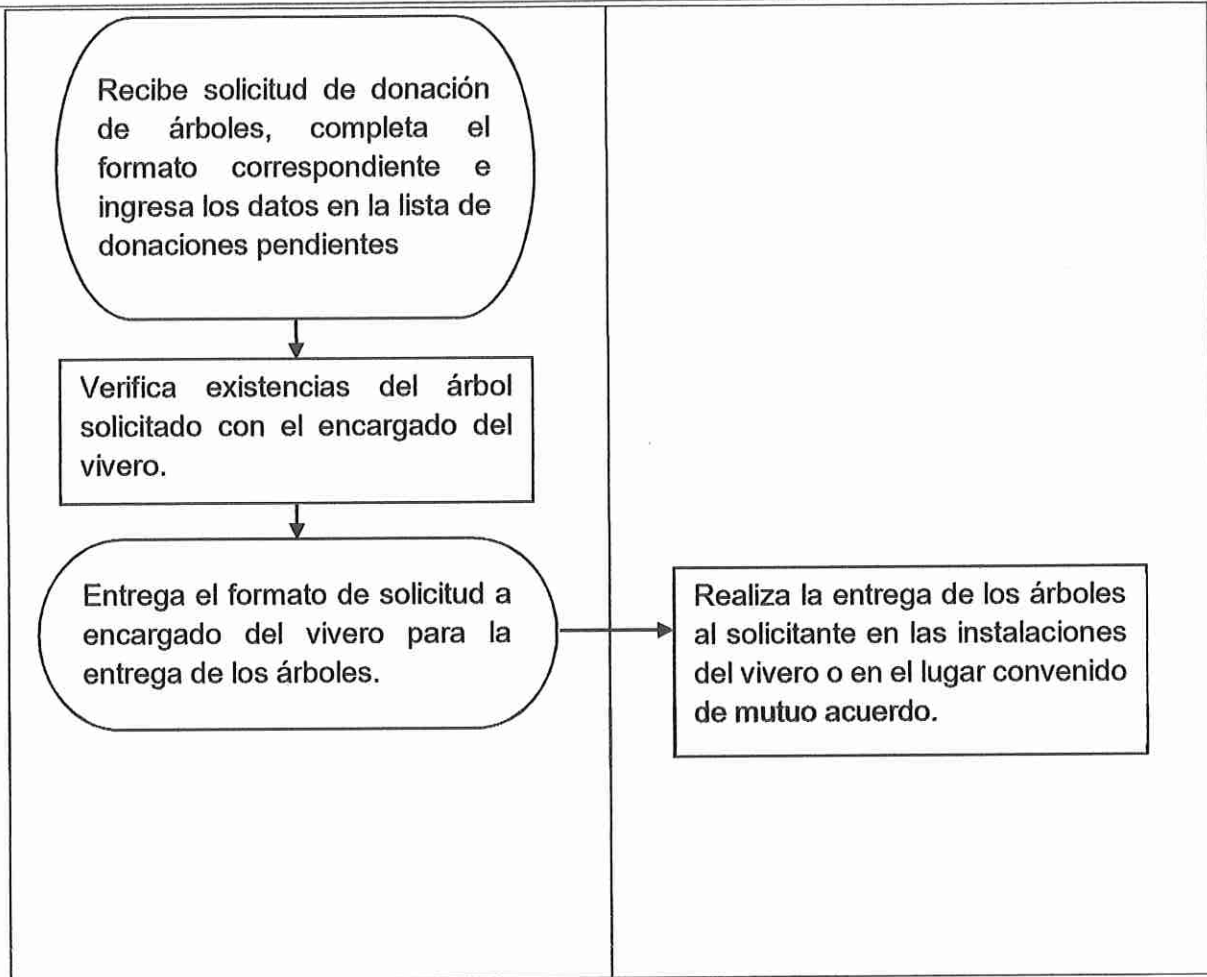 Recibe solicitud de donación
de árboles, completa el
formato correspondiente e
ingresa los datos en la lista de
donaciones pendientes
Verifica existencias del árbol
solicitado con el encargado del
vivero.
Entrega el formato de solicitud a
encargado del vivero para la
entrega de los árboles.
Realiza la entrega de los árboles
al solicitante en las instalaciones
del vivero o en el lugar convenido
de mutuo acuerdo.